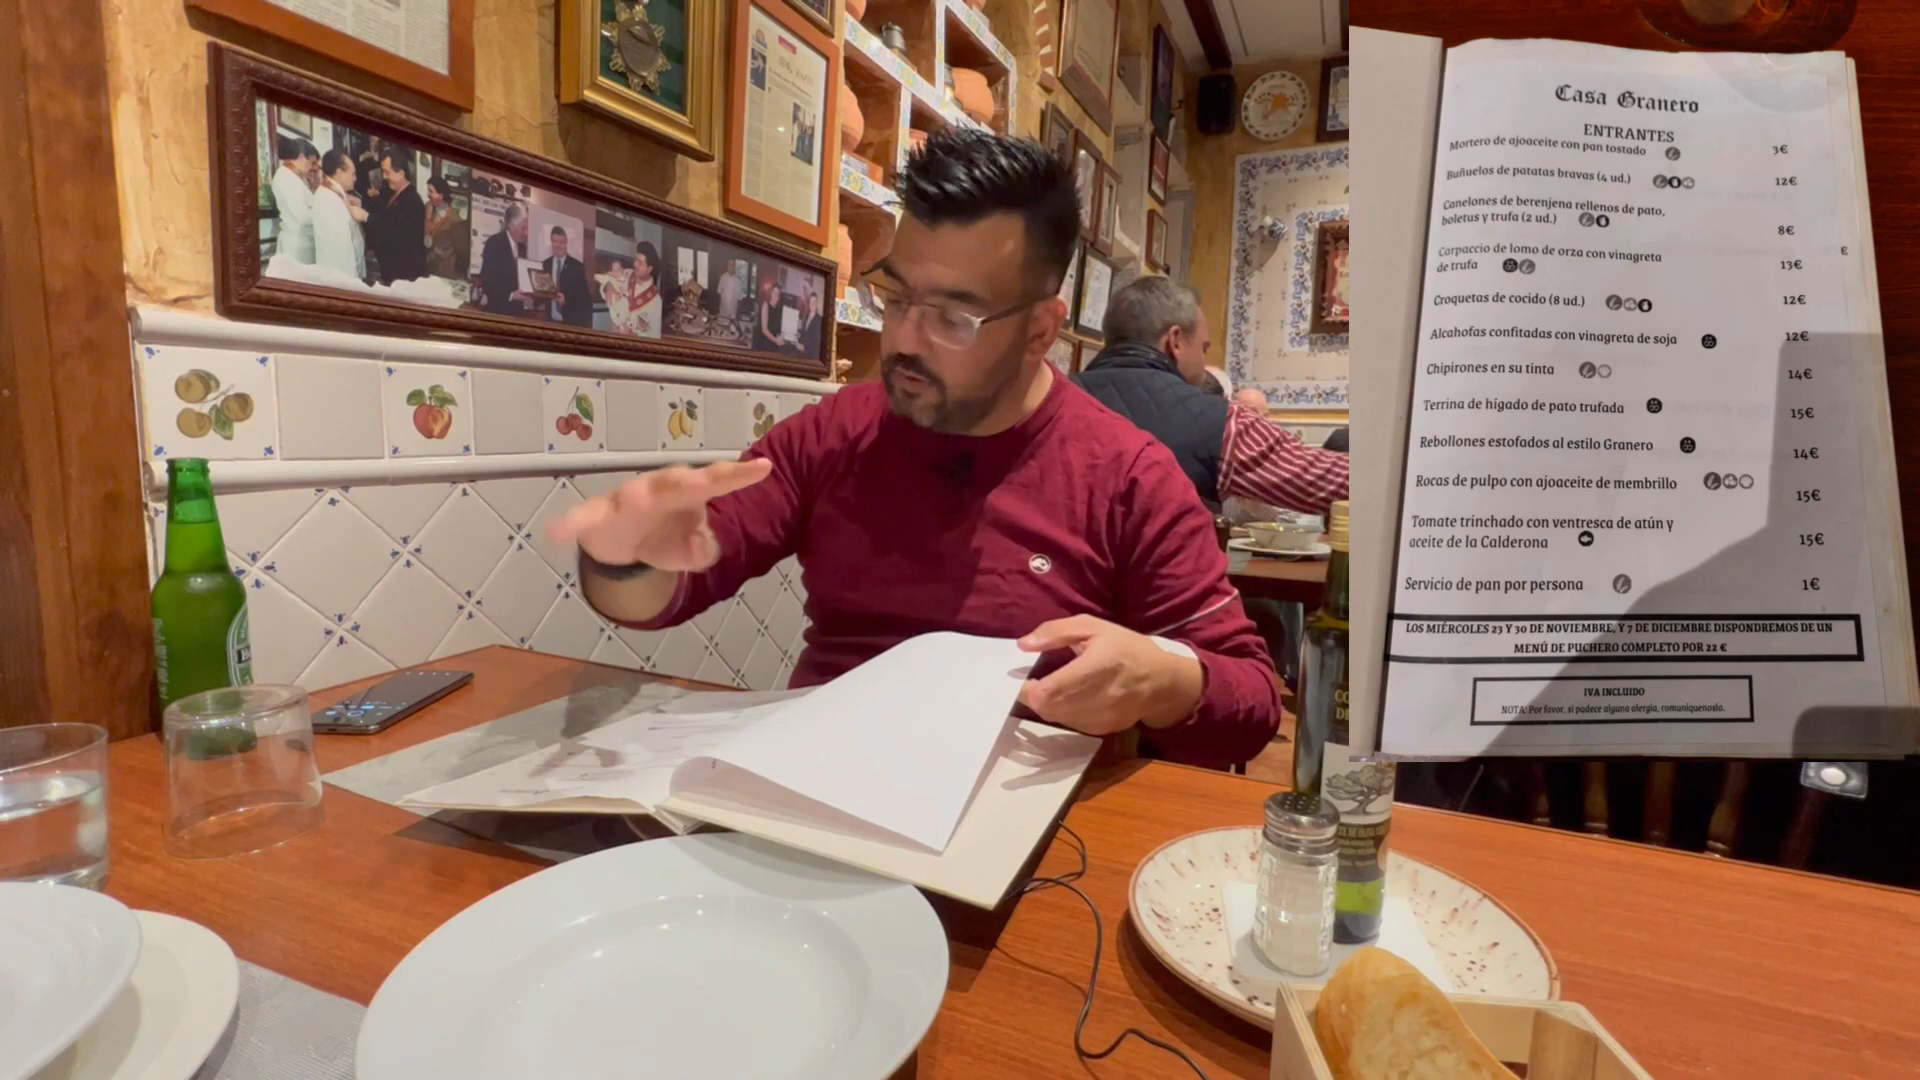 Casa Granero
ENTRANTES
Mortero de ajoaceite con pan tostado 3€
Buñuelos de patatas bravas (4 ud.) 12€
Canelones de berenjena rellenos de pato,
boletus y trufa (2 ud.) 8€
Carpaccio de lomo de orza con vinagreta
de trufa 13€
€
Croquetas de cocido (8 ud.) 12€
Alcahofas confitadas con vinagreta de soja 12€
Chipirones en su tinta 14€
Terrina de hígado de pato trufada 15€
Rebollones estofados al estilo Granero 14€
Rocas de pulpo con ajoaceite de membrillo 15€
Tomate trinchado con ventresca de atún y
aceite de la Calderona 15€
Servicio de pan por persona 1€
LOS MIÉRCOLES 23 Y 30 DE NOVIEMBRE, Y 7 DE DICIEMBRE DISPONDREMOS DE UN
MENÚ DE PUCHERO COMPLETO POR 22 €
IVA INCLUIDO
NOTA: Por favor, si padece alguna alergia, comuníquenoslo.